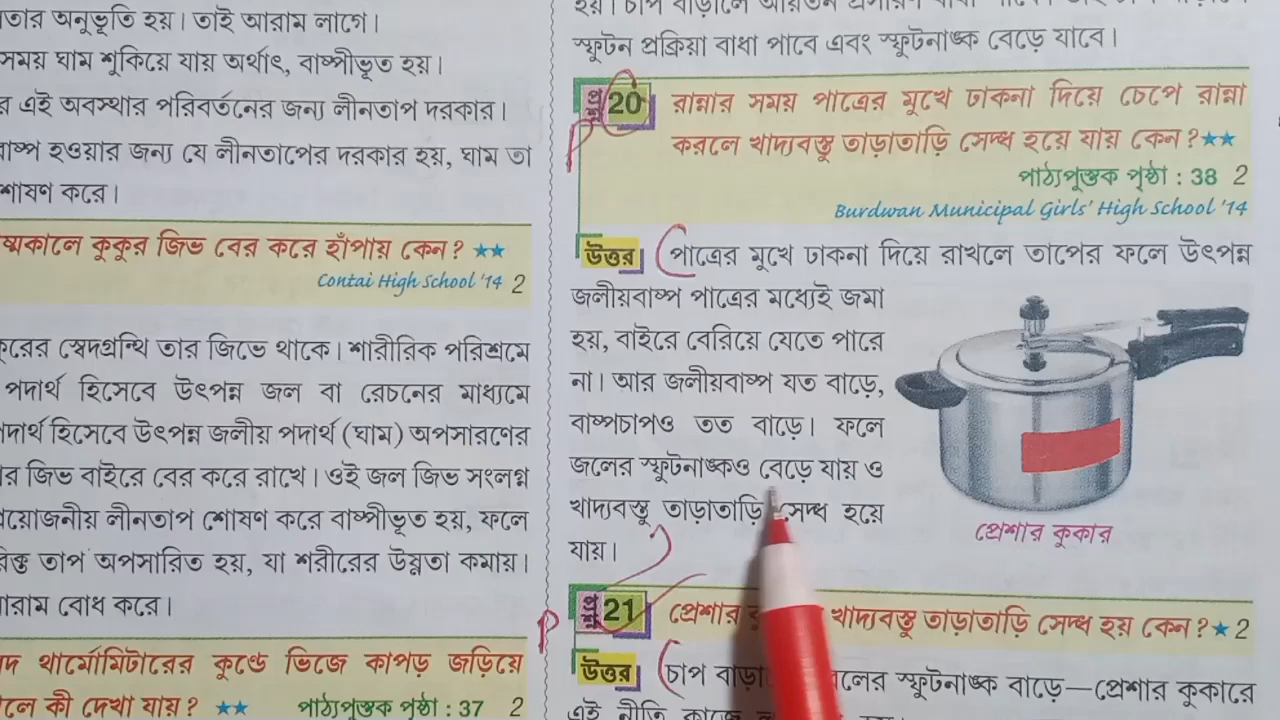 তার অনুভূতি হয়। তাই আরাম লাগে।
সময় ঘাম শুকিয়ে যায় অর্থাৎ, বাষ্পীভূত হয়।
এই অবস্থার পরিবর্তনের জন্য লীনতাপ দরকার।
বাষ্প হওয়ার জন্য যে লীনতাপের দরকার হয়, ঘাম তা
শোষণ করে।
কালে কুকুর জিভ বের করে হাঁপায় কেন? ★★
Contai High School '14 2
স্বেদগ্রন্থি তার জিভে থাকে। শারীরিক পরিশ্রমে
পদার্থ হিসেবে উৎপন্ন জল বা রেচনের মাধ্যমে
হিসেবে উৎপন্ন জলীয় পদার্থ (ঘাম) অপসারণের
জিভ বাইরে বের করে রাখে। ওই জল জিভ সংলগ্ন
প্রয়োজনীয় লীনতাপ শোষণ করে বাষ্পীভূত হয়, ফলে
তাপ অপসারিত হয়, যা শরীরের উষ্ণতা কমায়।
আরাম বোধ করে।
থার্মোমিটারের কুণ্ডে ভিজে কাপড় জড়িয়ে
কী দেখা যায়? ★★ পাঠ্যপুস্তক পৃষ্ঠা : 37 2
স্ফুটন প্রক্রিয়া বাধা পাবে এবং স্ফুটনাঙ্ক বেড়ে যাবে।
প্রশ্ন 20 রান্নার সময় পাত্রের মুখে ঢাকনা দিয়ে চেপে রান্না
করলে খাদ্যবস্তু তাড়াতাড়ি সেদ্ধ হয়ে যায় কেন? ★★
পাঠ্যপুস্তক পৃষ্ঠা : 38 2
Burdwan Municipal Girls' High School '14
উত্তর পাত্রের মুখে ঢাকনা দিয়ে রাখলে তাপের ফলে উৎপন্ন
জলীয়বাষ্প পাত্রের মধ্যেই জমা
হয়, বাইরে বেরিয়ে যেতে পারে
না। আর জলীয়বাষ্প যত বাড়ে,
বাষ্পচাপও তত বাড়ে। ফলে
জলের স্ফুটনাঙ্কও বেড়ে যায় ও
খাদ্যবস্তু তাড়াতাড়ি সেদ্ধ হয়ে
যায়।
প্রেশার কুকার
প্রশ্ন 21 প্রেশার খাদ্যবস্তু তাড়াতাড়ি সেদ্ধ হয় কেন? ★ 2
উত্তর চাপ স্ফুটনাঙ্ক বাড়ে—প্রেশার কুকারে
এই নীতি